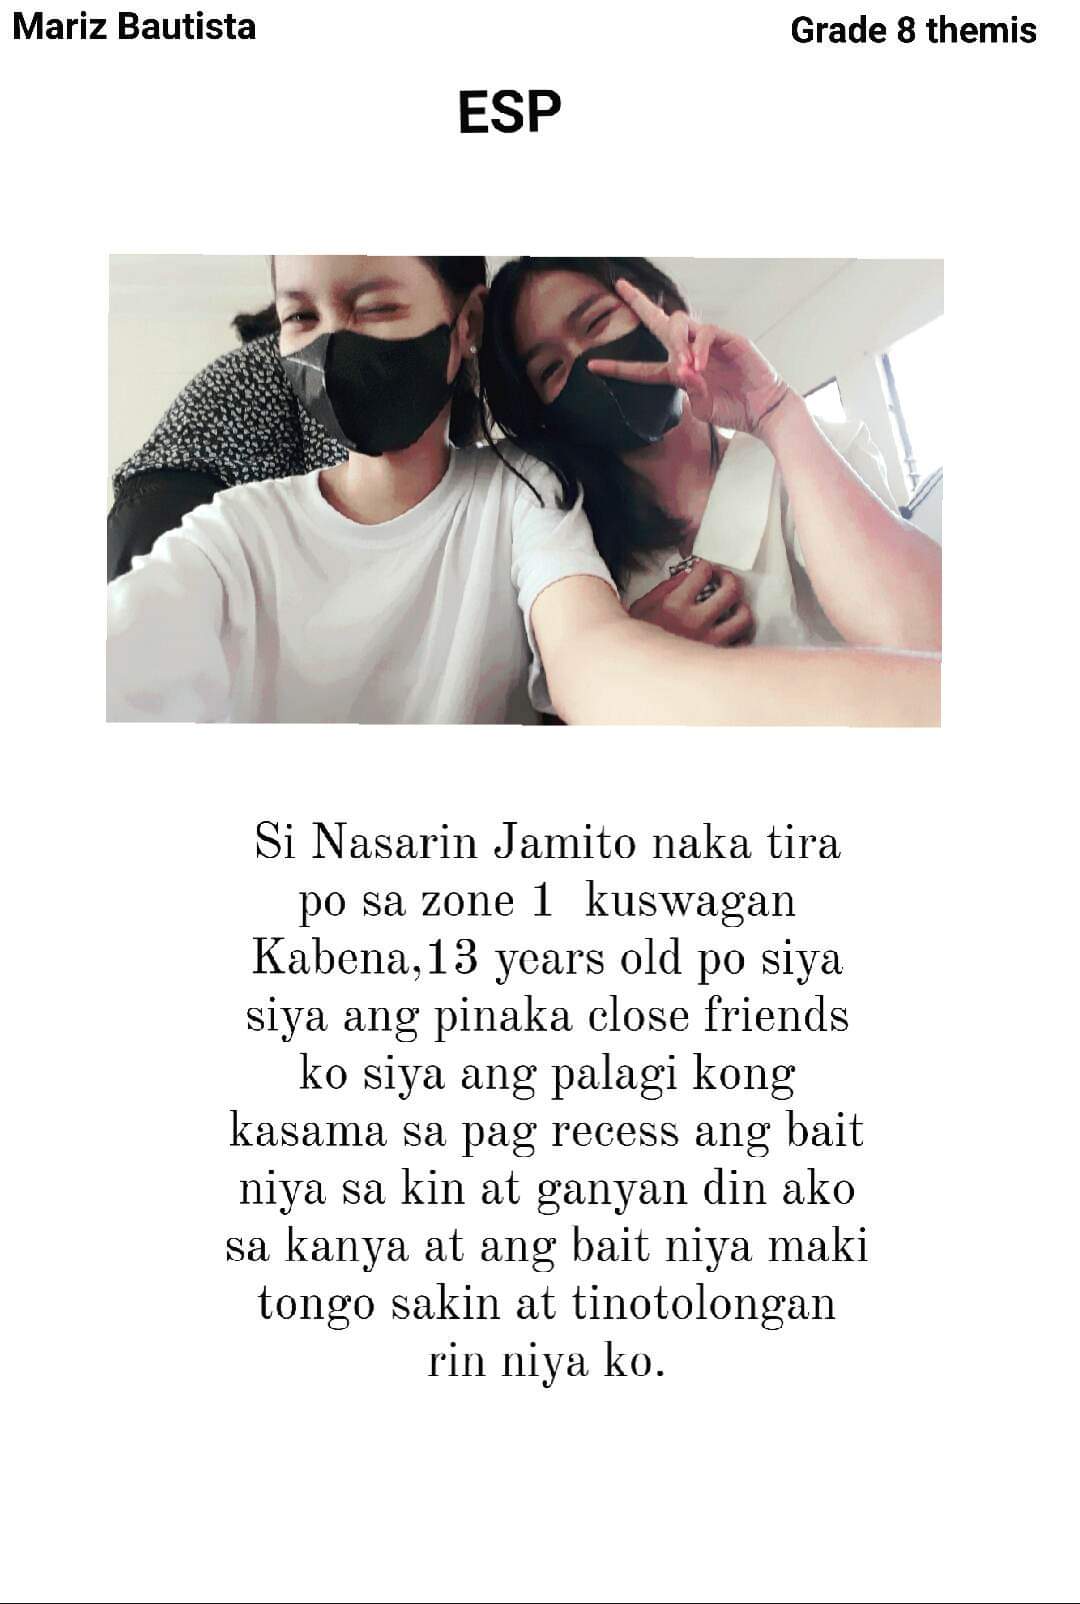 Mariz Bautista
Grade 8 themis
ESP
Si Nasarin Jamito naka tira
po sa zone 1 kuswagan
Kabena,13 years old po siya
siya ang pinaka close friends
ko siya ang palagi kong
kasama sa pag recess ang bait
niya sa kin at ganyan din ako
sa kanya at ang bait niya maki
tongo sakin at tinotolongan
rin niya ko.